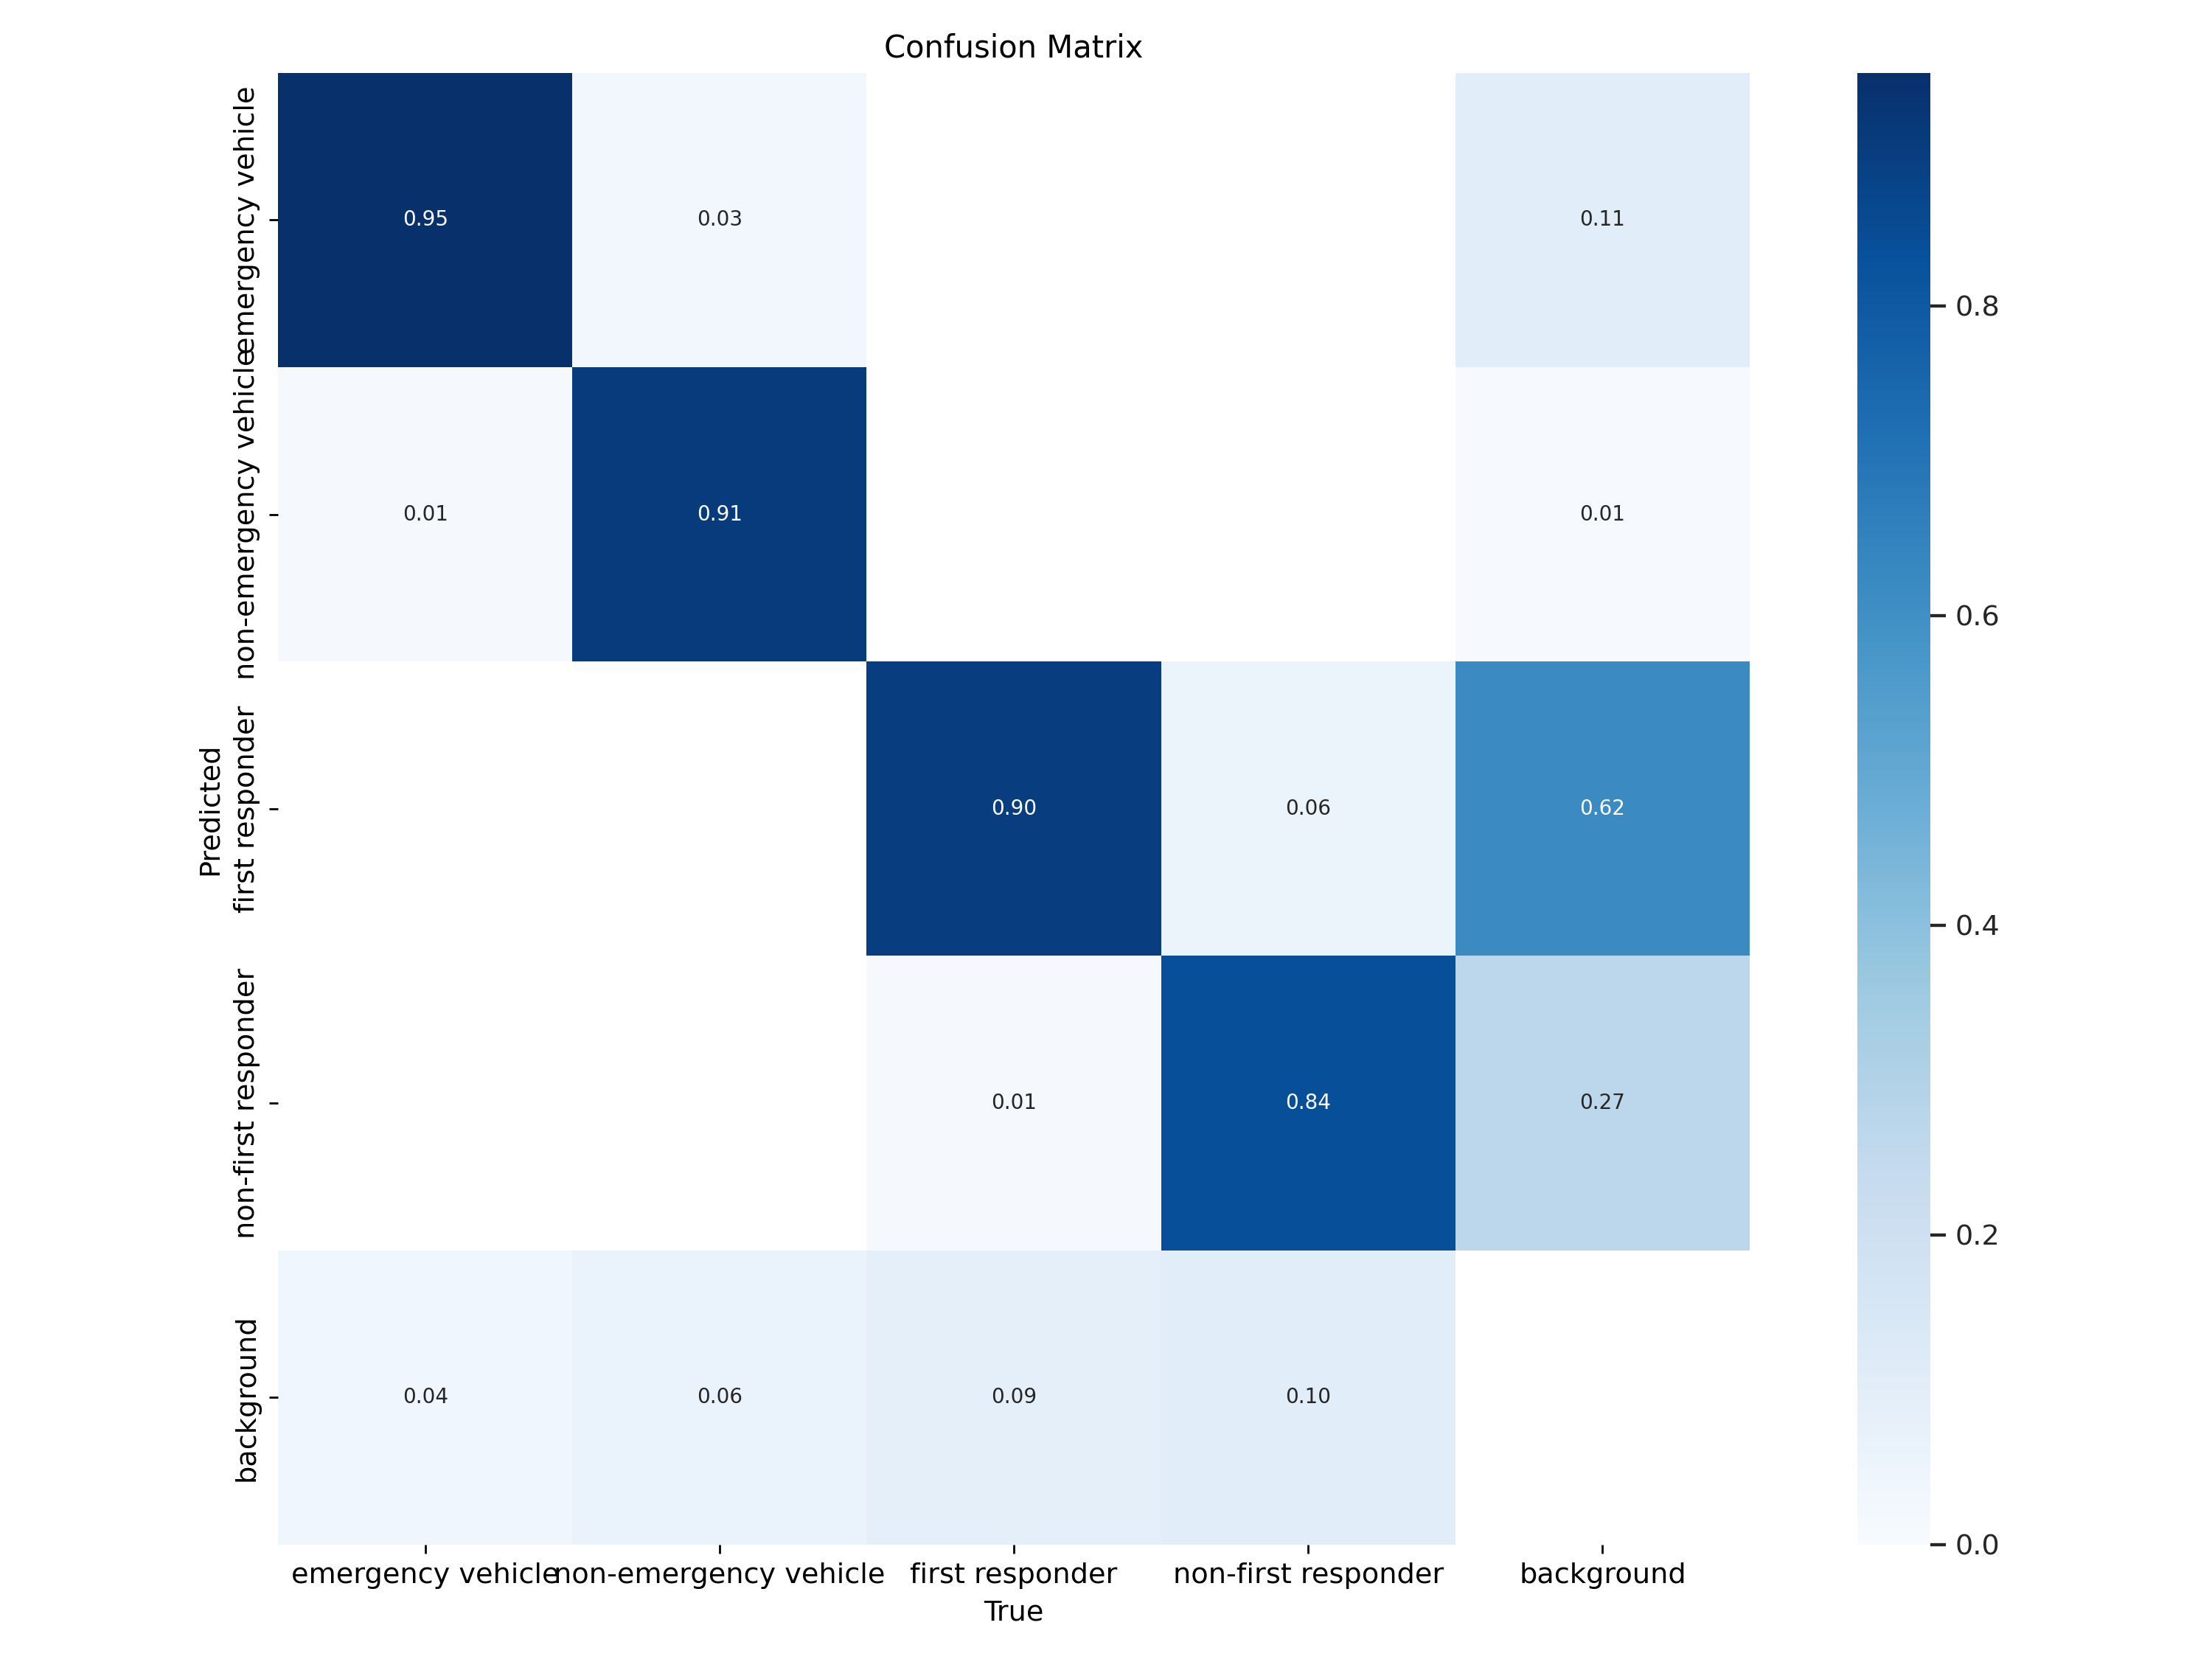 Confusion Matrix
Predicted
emergency vehicle
0.95
0.03
0.11
0.8
non-emergency vehicle
0.01
0.91
0.01
0.6
first responder
0.90
0.06
0.62
0.4
non-first responder
0.01
0.84
0.27
0.2
background
0.04
0.06
0.09
0.10
0.0
emergency vehicle
non-emergency vehicle
first responder
non-first responder
background
True